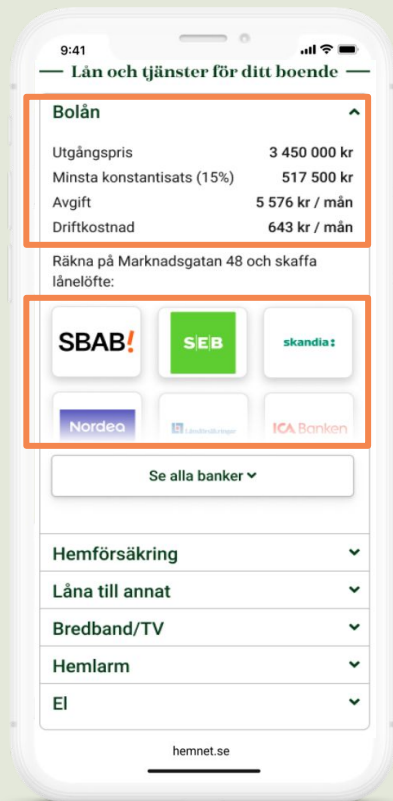 9:41
Lån och tjänster för ditt boende
Bolån
Utgångspris 3 450 000 kr
Minsta konstantisats (15%) 517 500 kr
Avgift 5 576 kr / mån
Driftkostnad 643 kr / mån
Räkna på Marknadsgatan 48 och skaffa
lånelöfte:
SBAB! SEB skandia:
Nordea Länsförsäkringar ICA Banken
Se alla banker
Hemförsäkring
Låna till annat
Bredband/TV
Hemlarm
El
hemnet.se